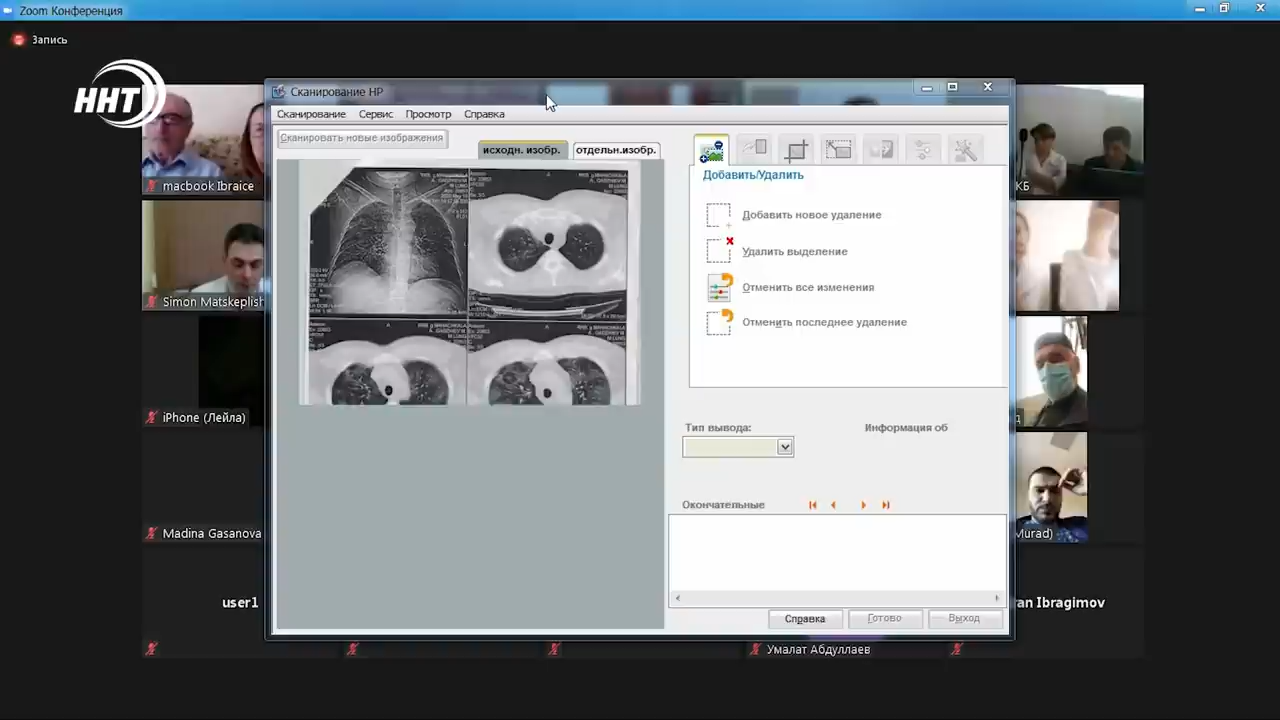 Zoom Конференция
Запись
ННТ
Сканирование HP
Сканирование Сервис Просмотр Справка
Сканировать новые изображения
исходн. изобр. отдельн.изобр.
Добавить/Удалить
Добавить новое удаление
Удалить выделение
Отменить все изменения
Отменить последнее удаление
Тип вывода: Информация об
Окончательные
Справка Готово Выход
macbook Ibraice
КБ
Simon Matskeplish
iPhone (Лейла)
Madina Gasanova
Murad)
user1
an Ibragimov
Умалат Абдуллаев